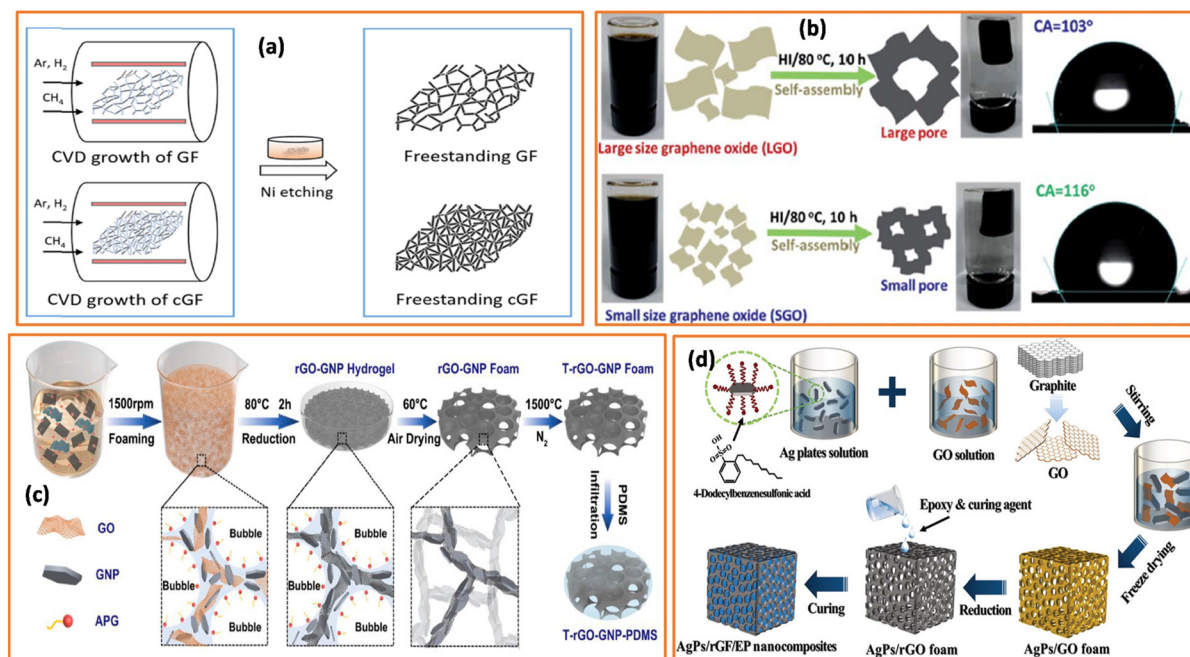 (a)
Ar, H2
CH4
CVD growth of GF
Ni etching
Freestanding GF
Ar, H2
CH4
CVD growth of cGF
Freestanding cGF
(b)
HI/80 °C, 10 h
Self-assembly
Large size graphene oxide (LGO)
Large pore
CA=103°
HI/80 °C, 10 h
Self-assembly
Small size graphene oxide (SGO)
Small pore
CA=116°
(c)
1500rpm
Foaming
80°C 2h
Reduction
rGO-GNP Hydrogel
60°C
Air Drying
rGO-GNP Foam
1500°C
N2
T-rGO-GNP Foam
PDMS
Infiltration
T-rGO-GNP-PDMS
GO
GNP
APG
Bubble
Bubble
Bubble
Bubble
Bubble
Bubble
Bubble
Bubble
(d)
OH
O=S=O
4-Dodecylbenzenesulfonic acid
Ag plates solution
GO solution
Graphite
GO
Stirring
Freeze drying
AgPs/GO foam
Reduction
Epoxy & curing agent
AgPs/rGO foam
Curing
AgPs/rGF/EP nanocomposites